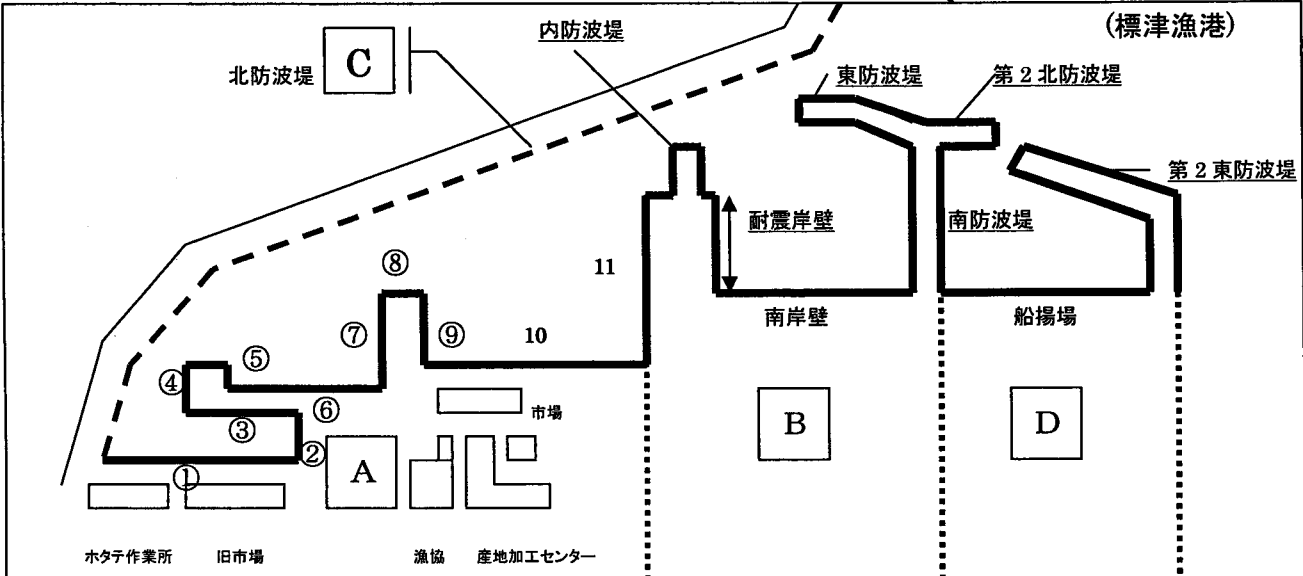 (標津漁港)
内防波堤
C
北防波堤
東防波堤
第2北防波堤
第2東防波堤
耐震岸壁
南防波堤
⑧
11
⑦
⑨
10
南岸壁
船揚場
⑤
④
⑥
市場
③
②
B
D
A
①
ホタテ作業所
旧市場
漁協
産地加工センター